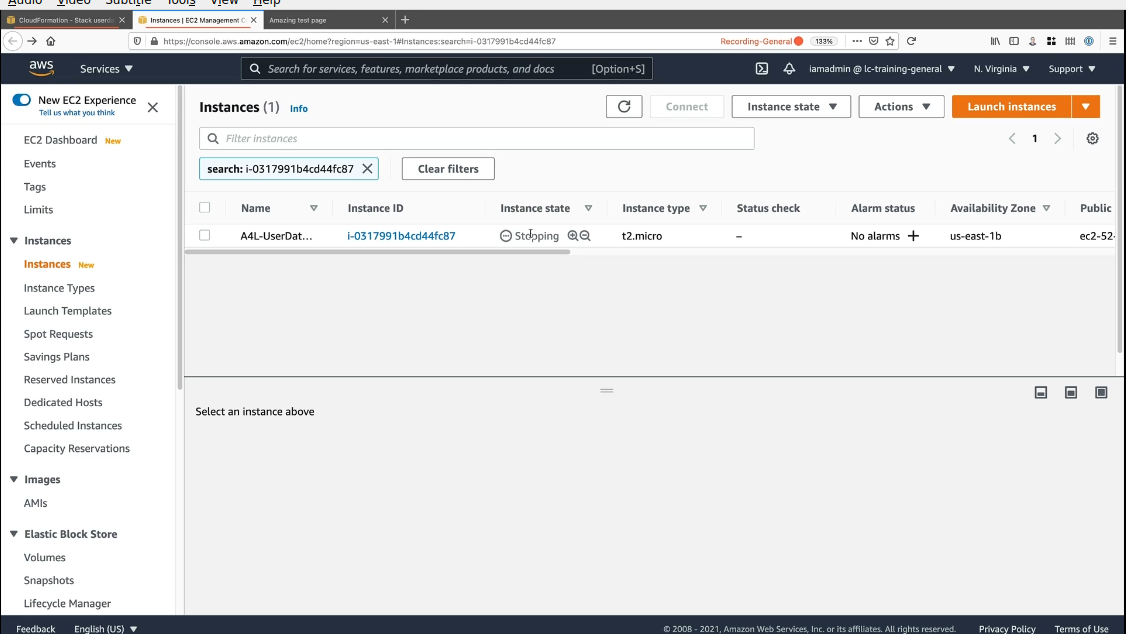 Audio Video Subtitle Tools View Help
CloudFormation - Stack userd
Instances | EC2 Management C
Amazing test page
https://console.aws.amazon.com/ec2/home?region=us-east-1#Instances:search=i-0317991b4cd44fc87
Recording-General
133%
aws
Services
Search for services, features, marketplace products, and docs
[Option+S]
iamadmin @ lc-training-general
N. Virginia
Support
New EC2 Experience
Tell us what you think
EC2 Dashboard New
Events
Tags
Limits
Instances
Instances New
Instance Types
Launch Templates
Spot Requests
Savings Plans
Reserved Instances
Dedicated Hosts
Scheduled Instances
Capacity Reservations
Images
AMIs
Elastic Block Store
Volumes
Snapshots
Lifecycle Manager
Instances (1) Info
Connect
Instance state
Actions
Launch instances
Filter instances
1
search: i-0317991b4cd44fc87
Clear filters
Name Instance ID Instance state Instance type Status check Alarm status Availability Zone Public
A4L-UserDat... i-0317991b4cd44fc87 Stopping t2.micro – No alarms + us-east-1b ec2-52-
Select an instance above
Feedback English (US)
© 2008 - 2021, Amazon Web Services, Inc. or its affiliates. All rights reserved. Privacy Policy Terms of Use